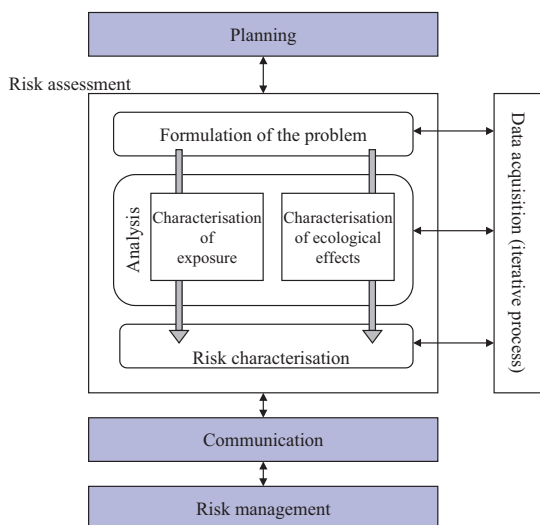 Planning
Risk assessment
Formulation of the problem
Analysis
Characterisation
of
exposure
Characterisation
of ecological
effects
Risk characterisation
Data acquisition (iterative process)
Communication
Risk management